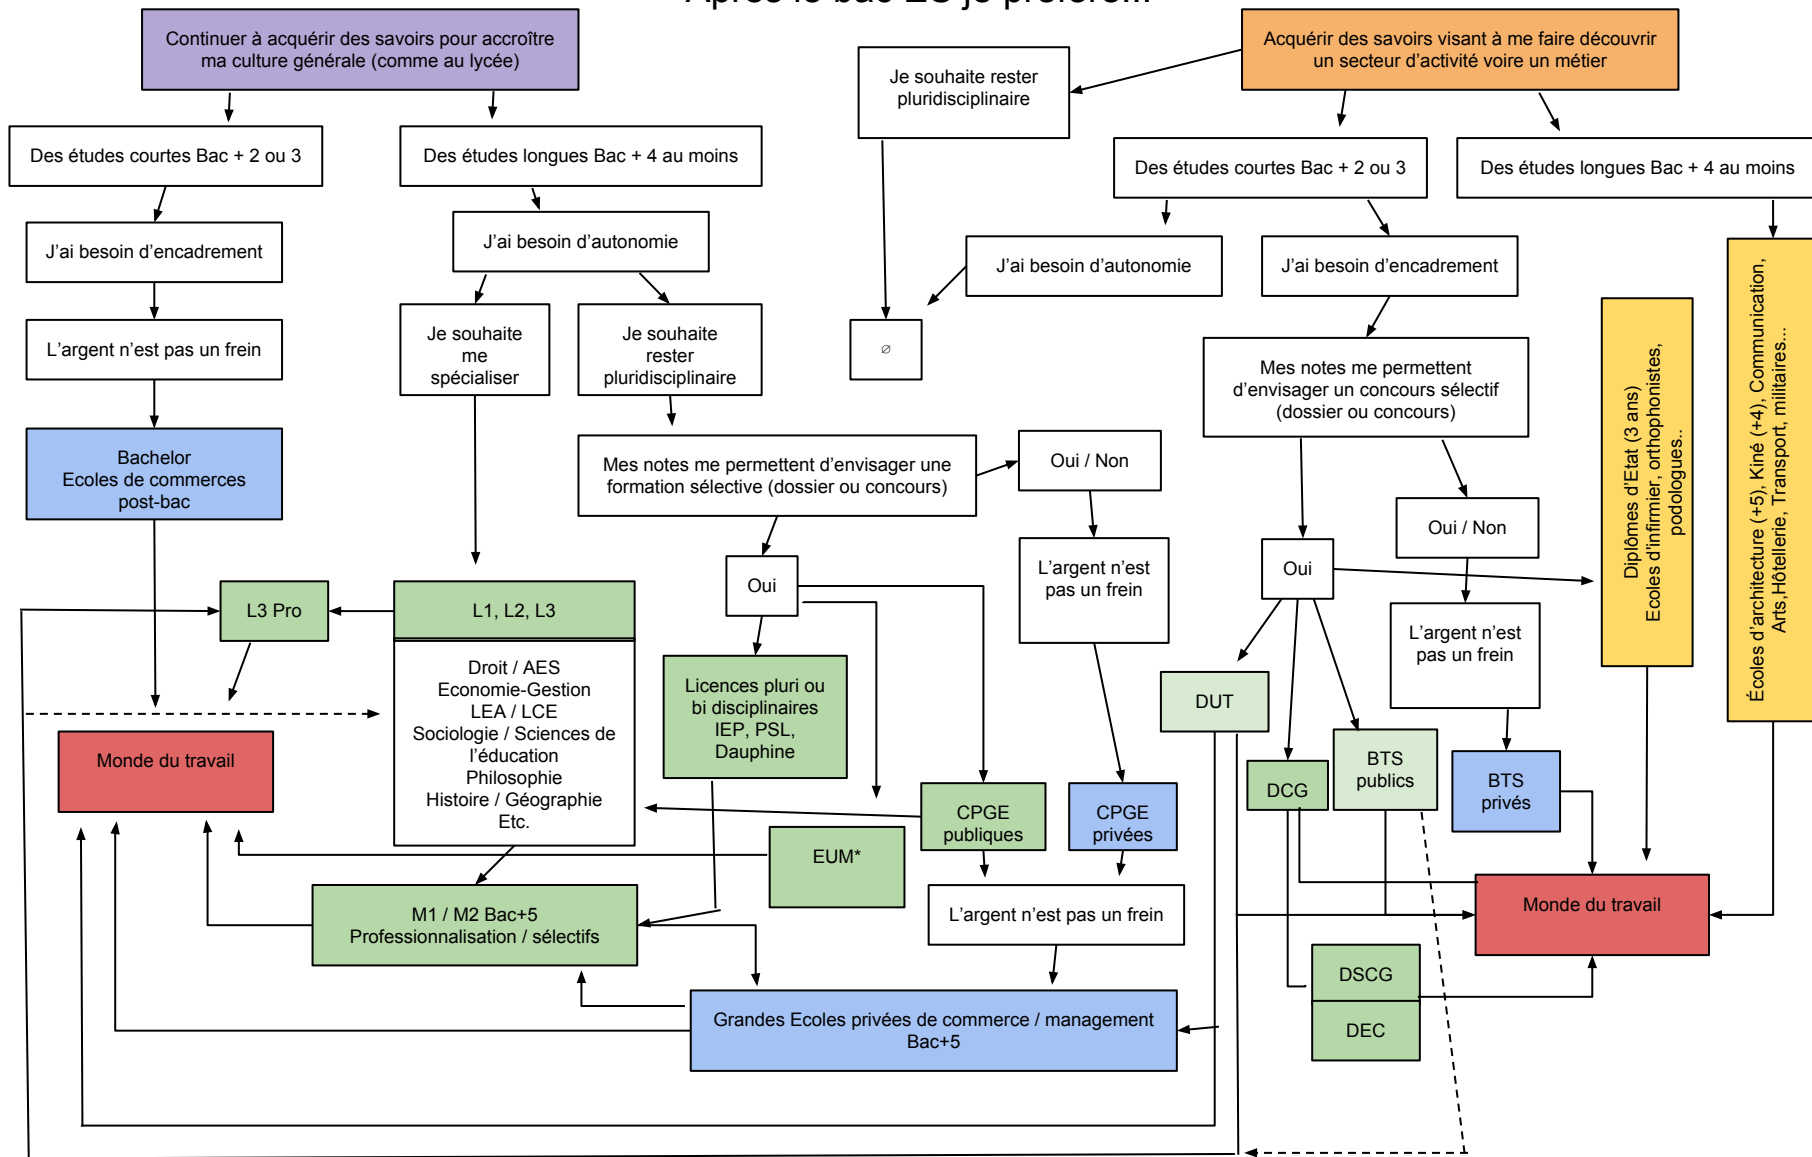 Après le bac ES je préfère...
Continuer à acquérir des savoirs pour accroître
ma culture générale (comme au lycée)
Acquérir des savoirs visant à me faire découvrir
un secteur d'activité voire un métier
Je souhaite rester
pluridisciplinaire
Des études courtes Bac + 2 ou 3
Des études longues Bac + 4 au moins
Des études courtes Bac + 2 ou 3
Des études longues Bac + 4 au moins
J'ai besoin d'encadrement
J'ai besoin d'autonomie
J'ai besoin d'autonomie
J'ai besoin d'encadrement
L'argent n'est pas un frein
Je souhaite
me
spécialiser
Je souhaite
rester
pluridisciplinaire
∅
Mes notes me permettent
d'envisager un concours sélectif
(dossier ou concours)
Diplômes d'Etat (3 ans)
Ecoles d'infirmier, orthophonistes,
podologues..
Écoles d'architecture (+5), Kiné (+4), Communication,
Arts,Hôtellerie, Transport, militaires...
Bachelor
Ecoles de commerces
post-bac
Mes notes me permettent d'envisager une
formation sélective (dossier ou concours)
Oui / Non
Oui / Non
Oui
L'argent n'est
pas un frein
Oui
L'argent n'est
pas un frein
L3 Pro
L1, L2, L3
Droit / AES
Economie-Gestion
LEA / LCE
Sociologie / Sciences de
l'éducation
Philosophie
Histoire / Géographie
Etc.
Licences pluri ou
bi disciplinaires
IEP, PSL,
Dauphine
DUT
Monde du travail
DCG
BTS
publics
BTS
privés
CPGE
publiques
CPGE
privées
EUM*
M1 / M2 Bac+5
Professionnalisation / sélectifs
L'argent n'est pas un frein
Monde du travail
DSCG
DEC
Grandes Ecoles privées de commerce / management
Bac+5